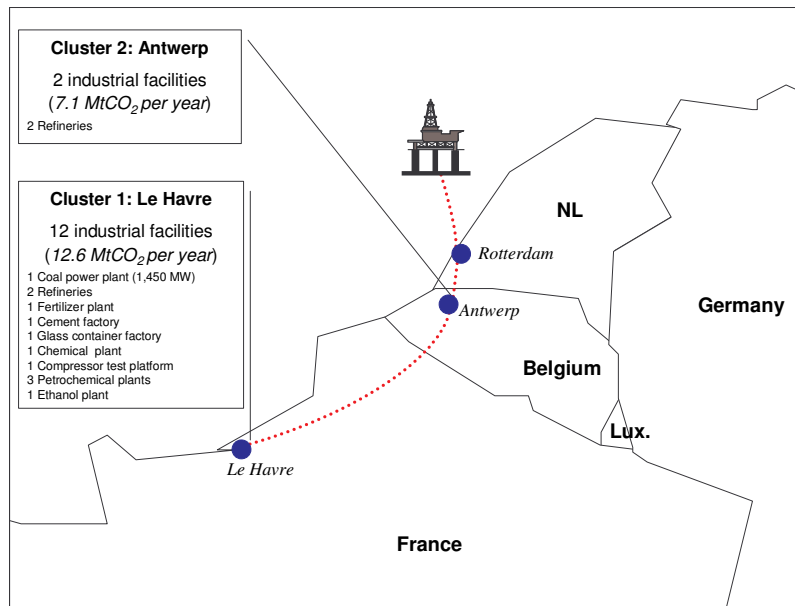 Cluster 2: Antwerp
2 industrial facilities
(7.1 MtCO₂ per year)
2 Refineries
Cluster 1: Le Havre
12 industrial facilities
(12.6 MtCO₂ per year)
1 Coal power plant (1,450 MW)
2 Refineries
1 Fertilizer plant
1 Cement factory
1 Glass container factory
1 Chemical plant
1 Compressor test platform
3 Petrochemical plants
1 Ethanol plant
NL
Rotterdam
Germany
Antwerp
Belgium
Lux.
Le Havre
France